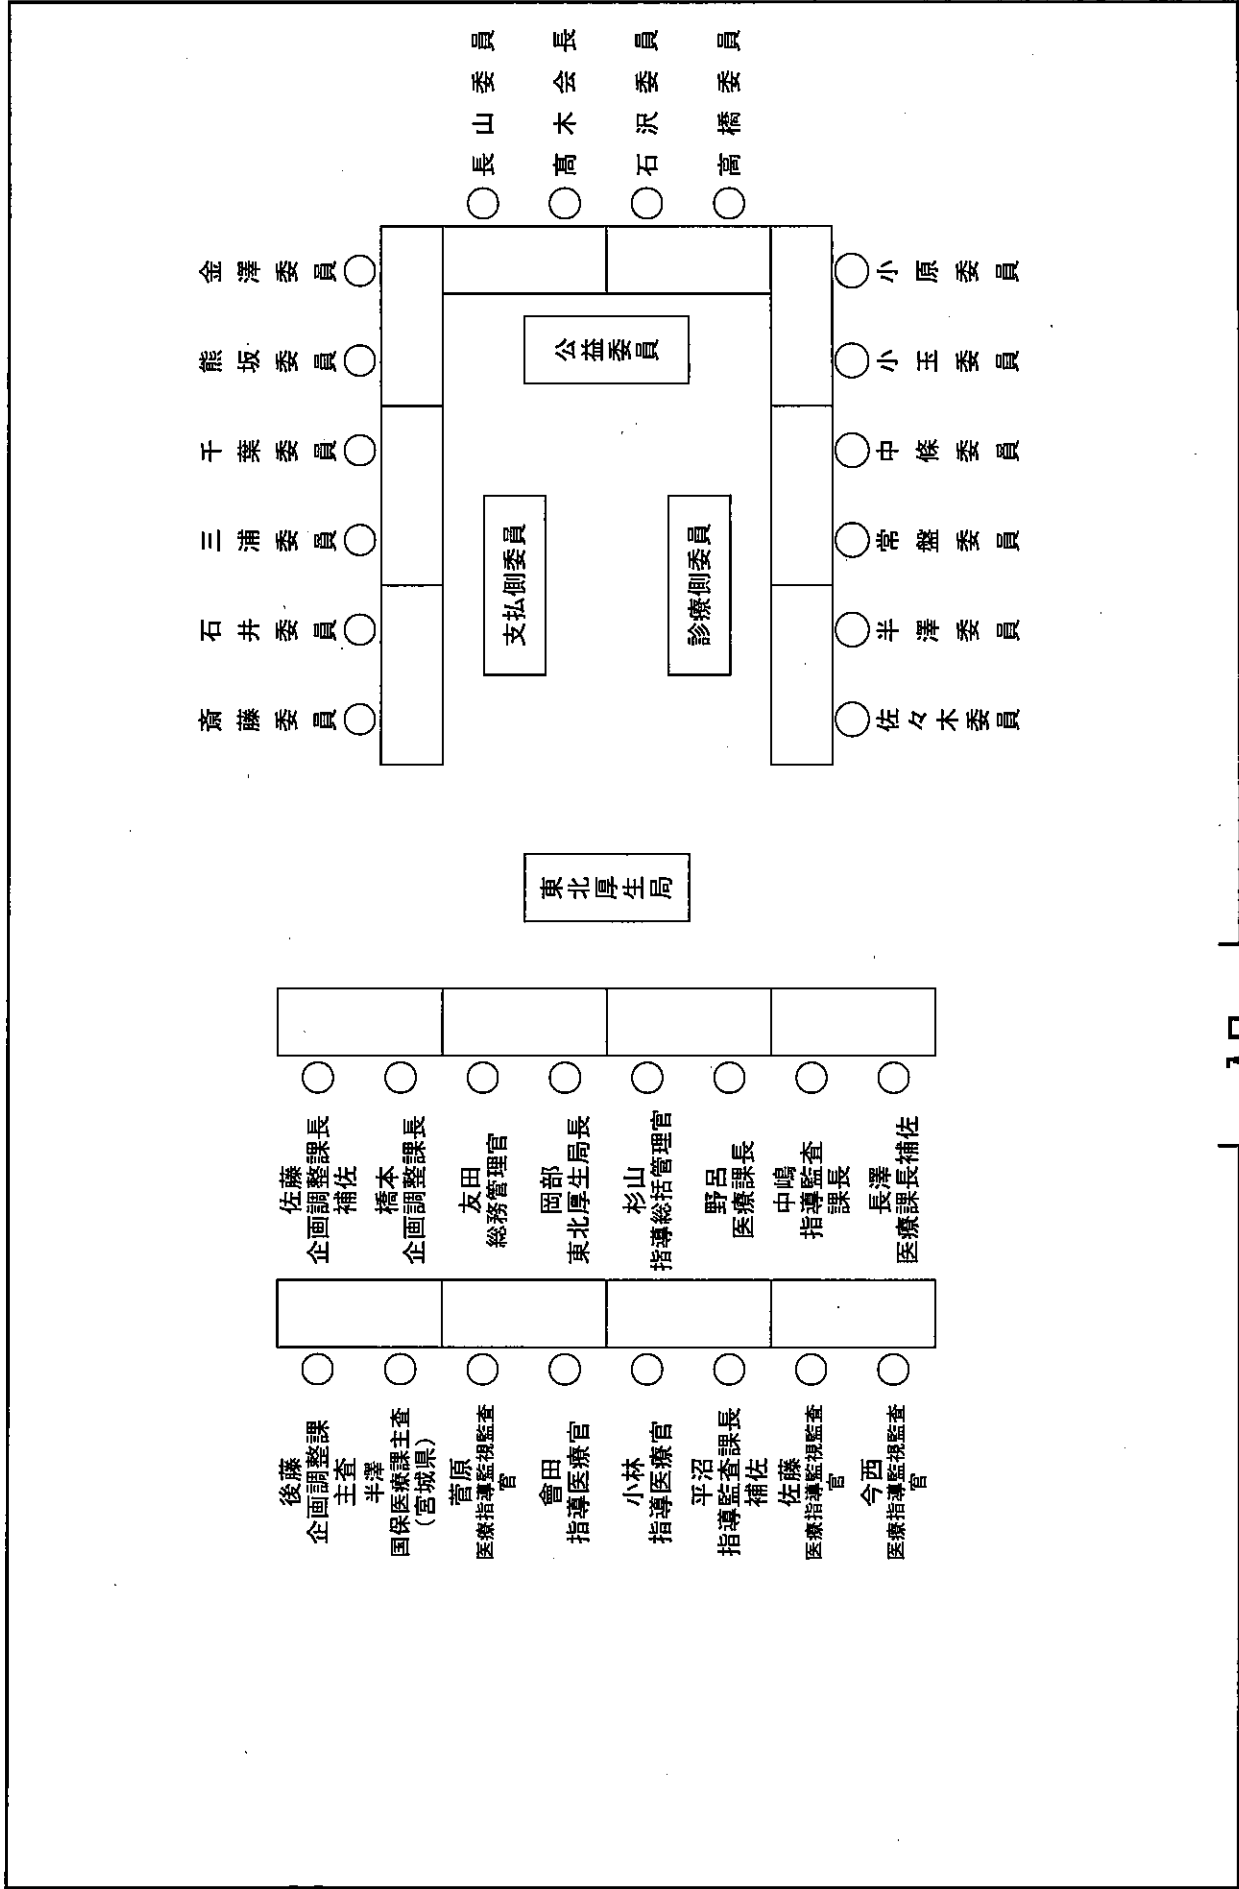 長山委員
高木会長
石沢委員
高橋委員
金澤委員
熊坂委員
千葉委員
三浦委員
石井委員
斎藤委員
公益委員
支払側委員
診療側委員
小原委員
小玉委員
中條委員
常盤委員
半澤委員
佐々木委員
東北厚生局
佐藤
企画調整課長
補佐
橋本
企画調整課長
友田
総務管理官
岡部
東北厚生局長
杉山
指導総括管理官
野呂
医療課長
中嶋
指導監査
課長
長澤
医療課長補佐
後藤
企画調整課
主査
半澤
国保医療課主査
(宮城県)
菅原
医療指導監視監査
官
會田
指導医療官
小林
指導医療官
平沼
指導監査課長
補佐
佐藤
医療指導監視監査
官
今西
医療指導監視監査
官